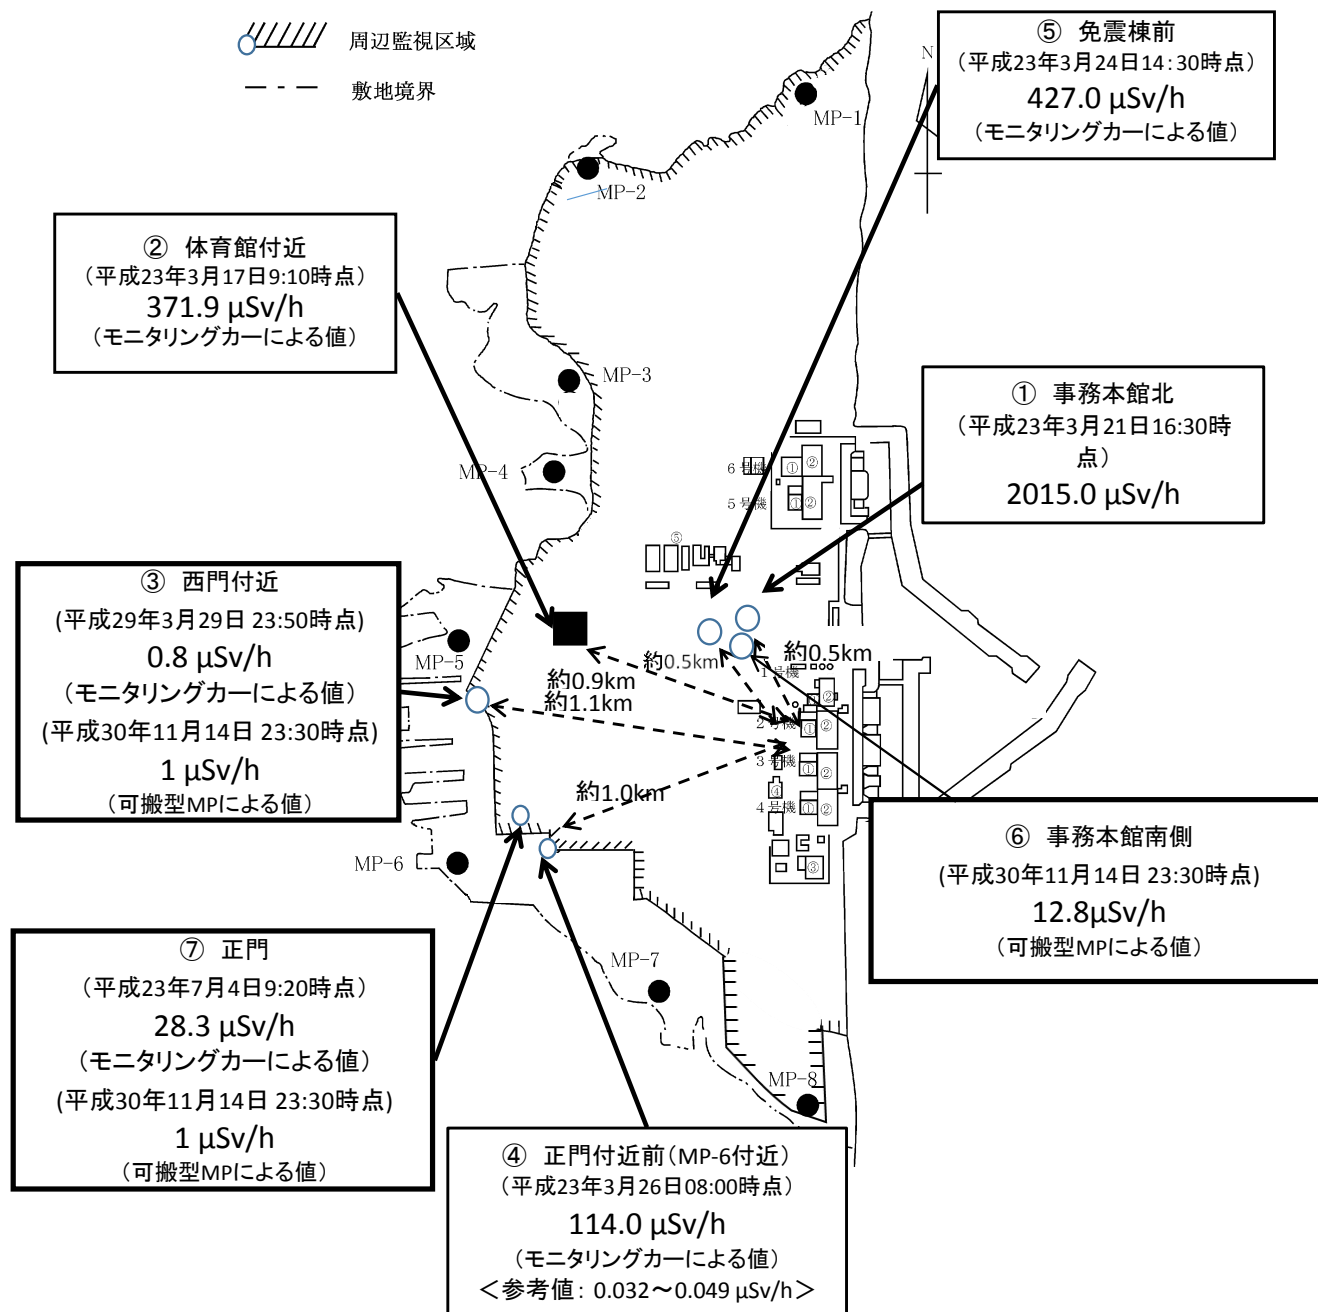 周辺監視区域
敷地境界
⑤ 免震棟前
(平成23年3月24日14:30時点)
427.0 μSv/h
(モニタリングカーによる値)
N
MP-1
MP-2
② 体育館付近
(平成23年3月17日9:10時点)
371.9 μSv/h
(モニタリングカーによる値)
MP-3
① 事務本館北
(平成23年3月21日16:30時
点)
2015.0 μSv/h
MP-4
6号機
①
②
5号機
①
②
⑤
③ 西門付近
(平成29年3月29日 23:50時点)
0.8 μSv/h
(モニタリングカーによる値)
(平成30年11月14日 23:30時点)
1 μSv/h
(可搬型MPによる値)
MP-5
約0.5km
約0.5km
約0.9km
約1.1km
1号機
②
2号機
①
②
3号機
①
②
約1.0km
④
4号機
①
②
③
MP-6
⑥ 事務本館南側
(平成30年11月14日 23:30時点)
12.8μSv/h
(可搬型MPによる値)
⑦ 正門
(平成23年7月4日9:20時点)
28.3 μSv/h
(モニタリングカーによる値)
(平成30年11月14日 23:30時点)
1 μSv/h
(可搬型MPによる値)
MP-7
MP-8
④ 正門付近前(MP-6付近)
(平成23年3月26日08:00時点)
114.0 μSv/h
(モニタリングカーによる値)
<参考値: 0.032～0.049 μSv/h>